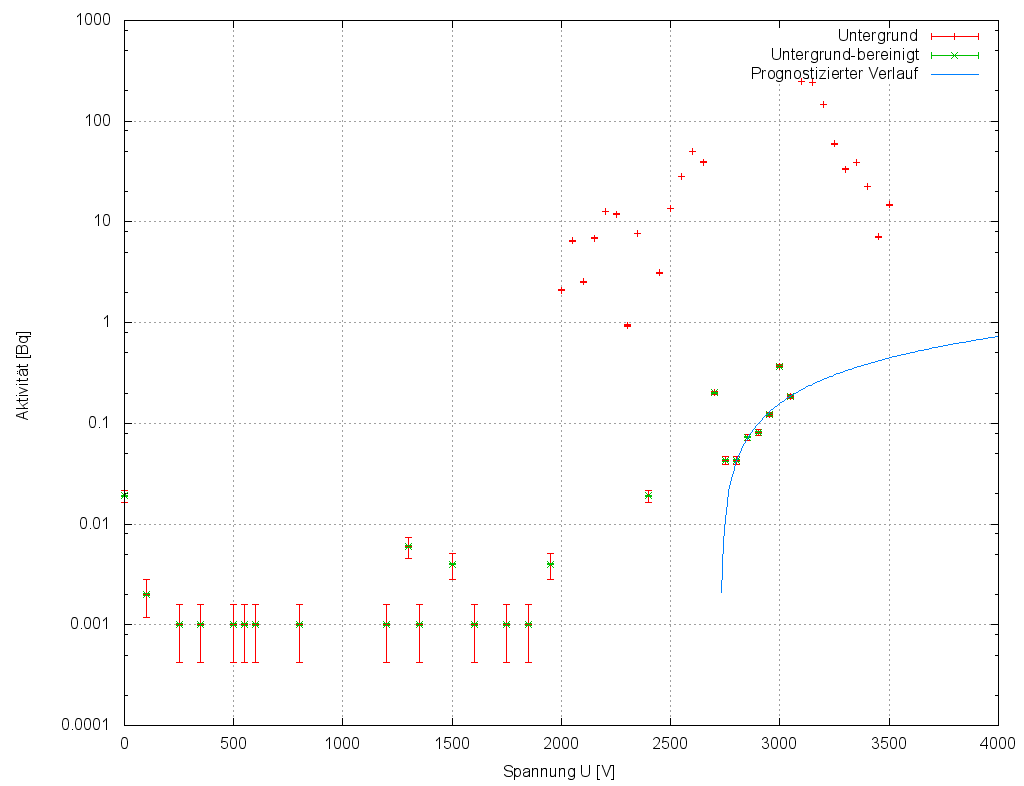 1000
100
10
1
0.1
0.01
0.001
0.0001
Aktivität [Bq]
Untergrund
Untergrund-bereinigt
Prognostizierter Verlauf
0 500 1000 1500 2000 2500 3000 3500 4000
Spannung U [V]